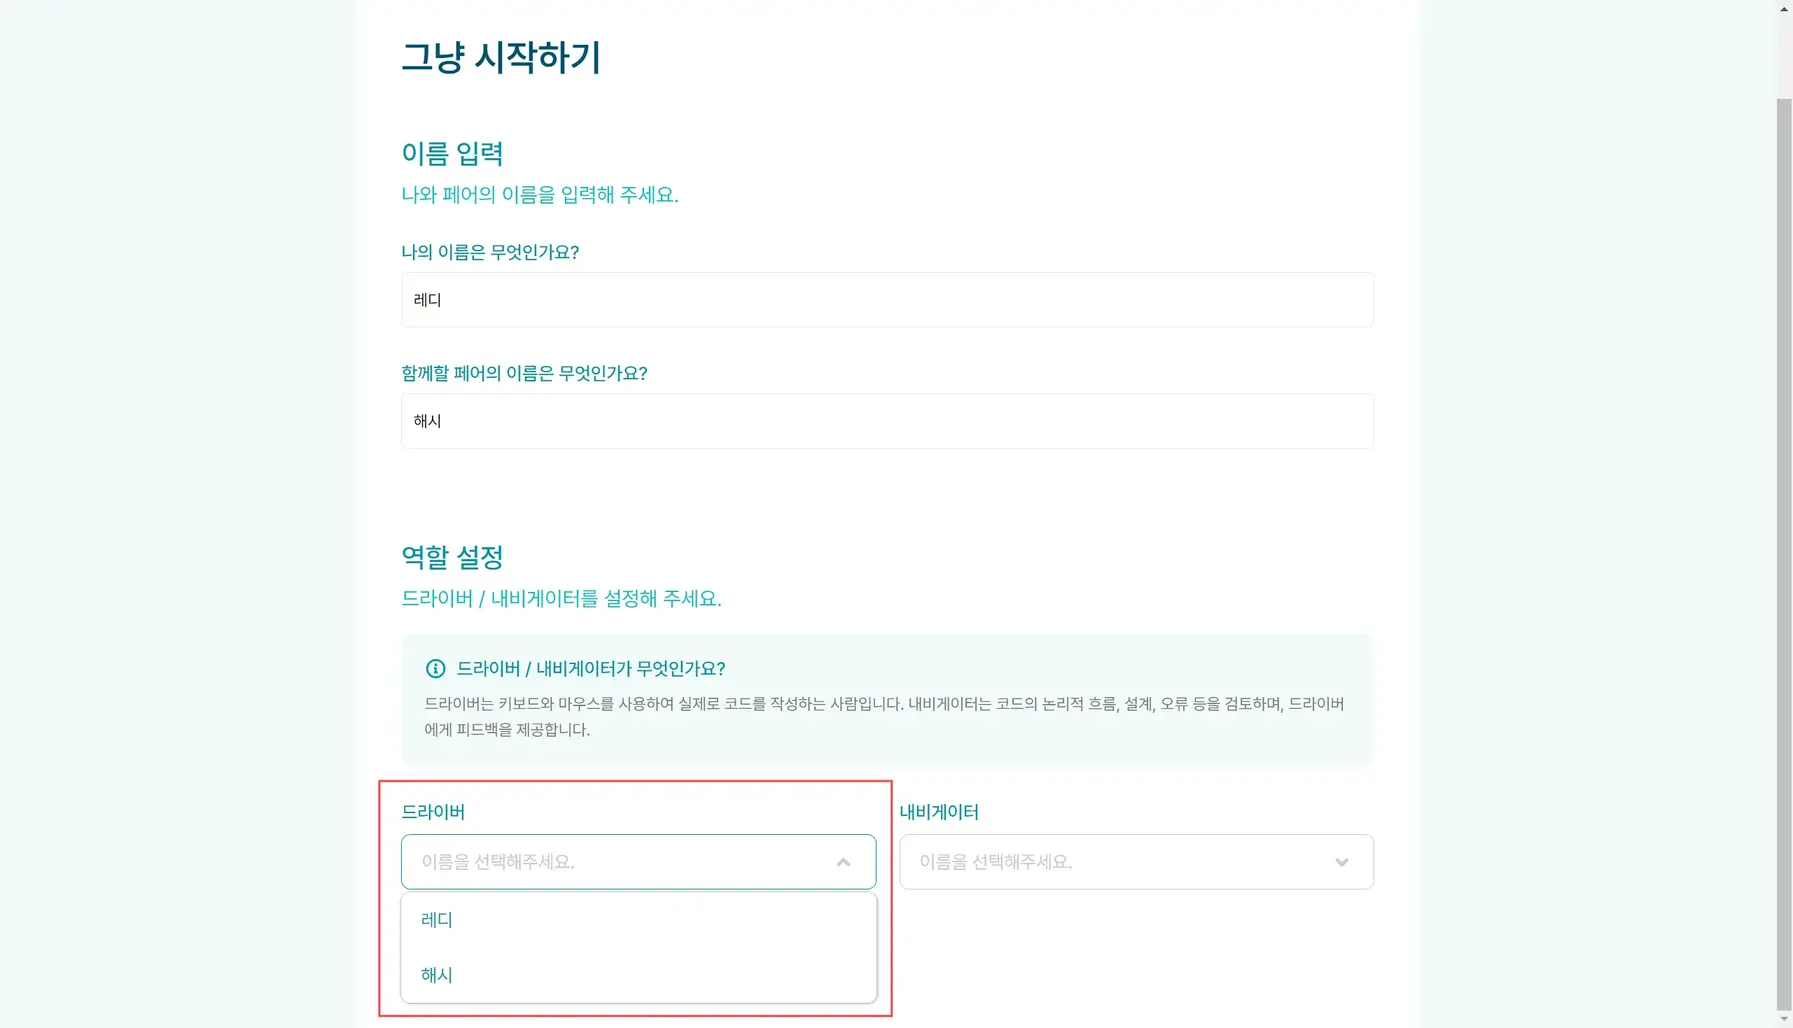 그냥 시작하기
이름 입력
나와 페어의 이름을 입력해 주세요.
나의 이름은 무엇인가요?
레디
함께할 페어의 이름은 무엇인가요?
해시
역할 설정
드라이버 / 내비게이터를 설정해 주세요.
드라이버 / 내비게이터가 무엇인가요?
드라이버는 키보드와 마우스를 사용하여 실제로 코드를 작성하는 사람입니다. 내비게이터는 코드의 논리적 흐름, 설계, 오류 등을 검토하며, 드라이버
에게 피드백을 제공합니다.
드라이버
이름을 선택해주세요.
레디
해시
내비게이터
이름을 선택해주세요.